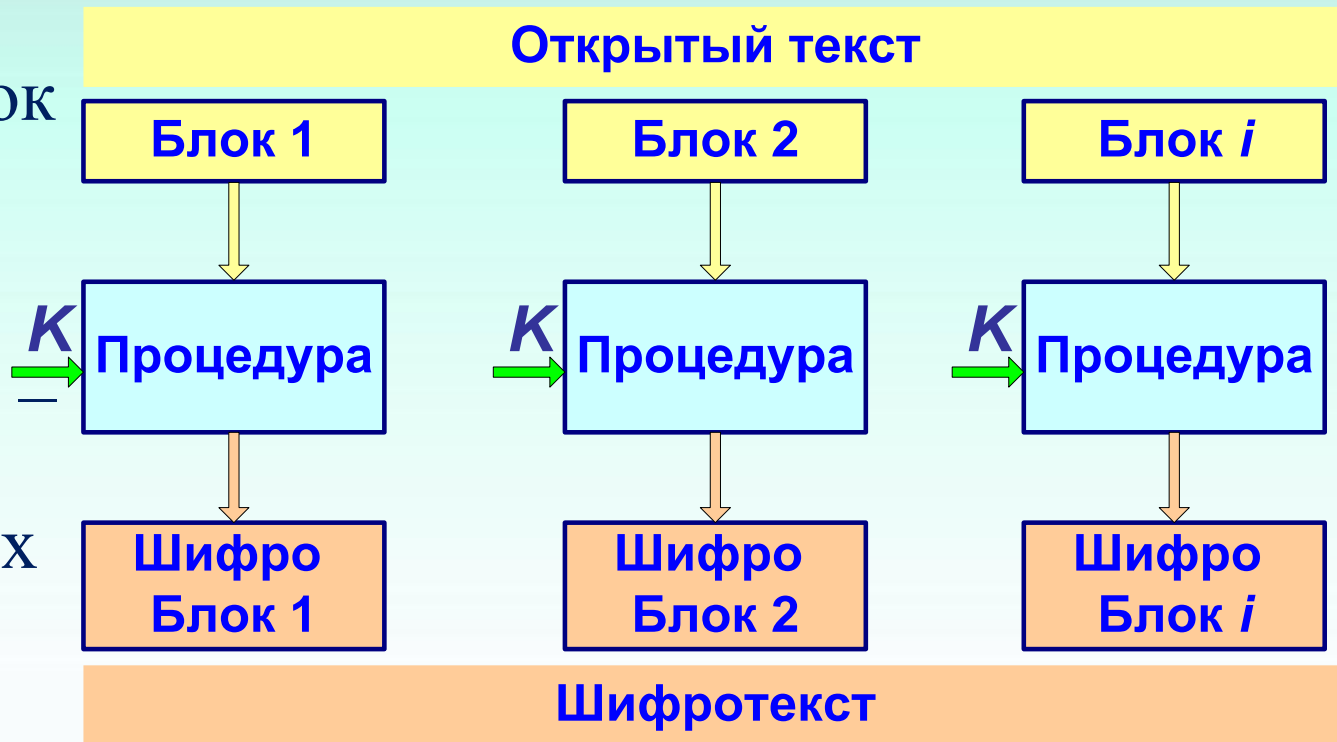 Открытый текст
ок
Блок 1
Блок 2
Блок i
K
K
K
Процедура
Процедура
Процедура
–
х
Шифро
Блок 1
Шифро
Блок 2
Шифро
Блок i
Шифротекст